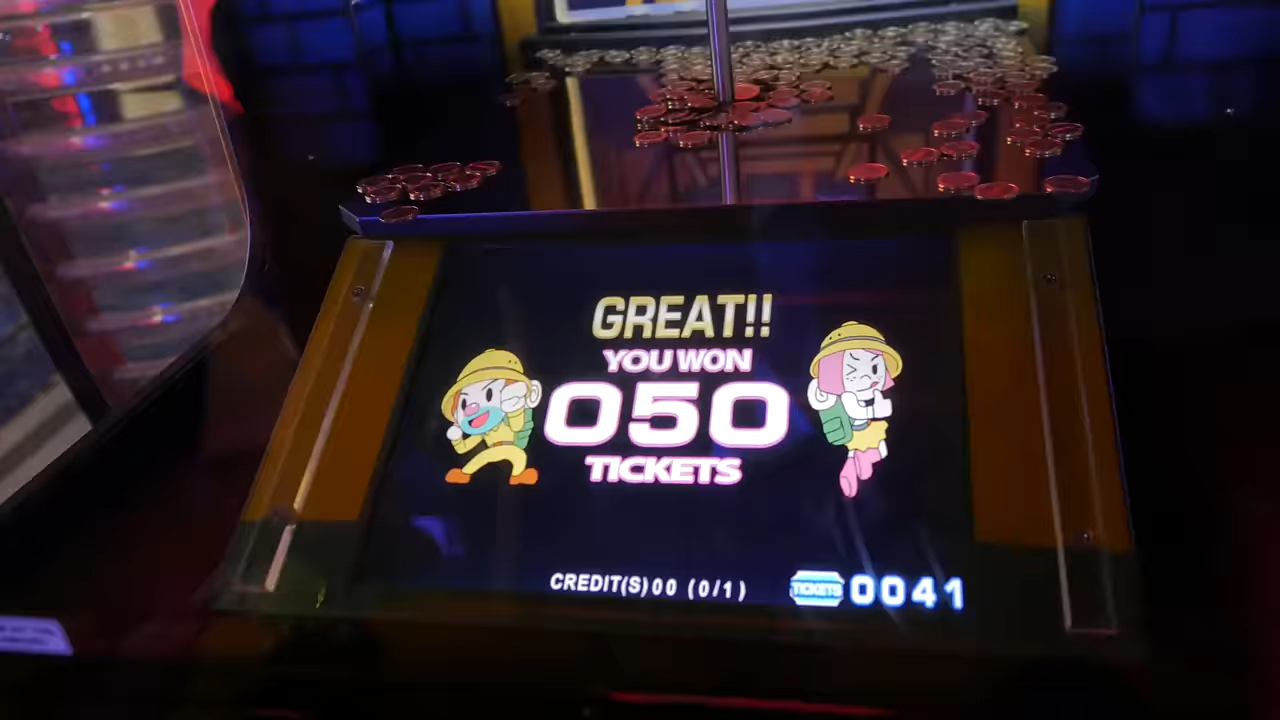 GREAT!!
YOU WON
050
TICKETS
CREDIT(S)00 (0/1)
TICKETS 0041